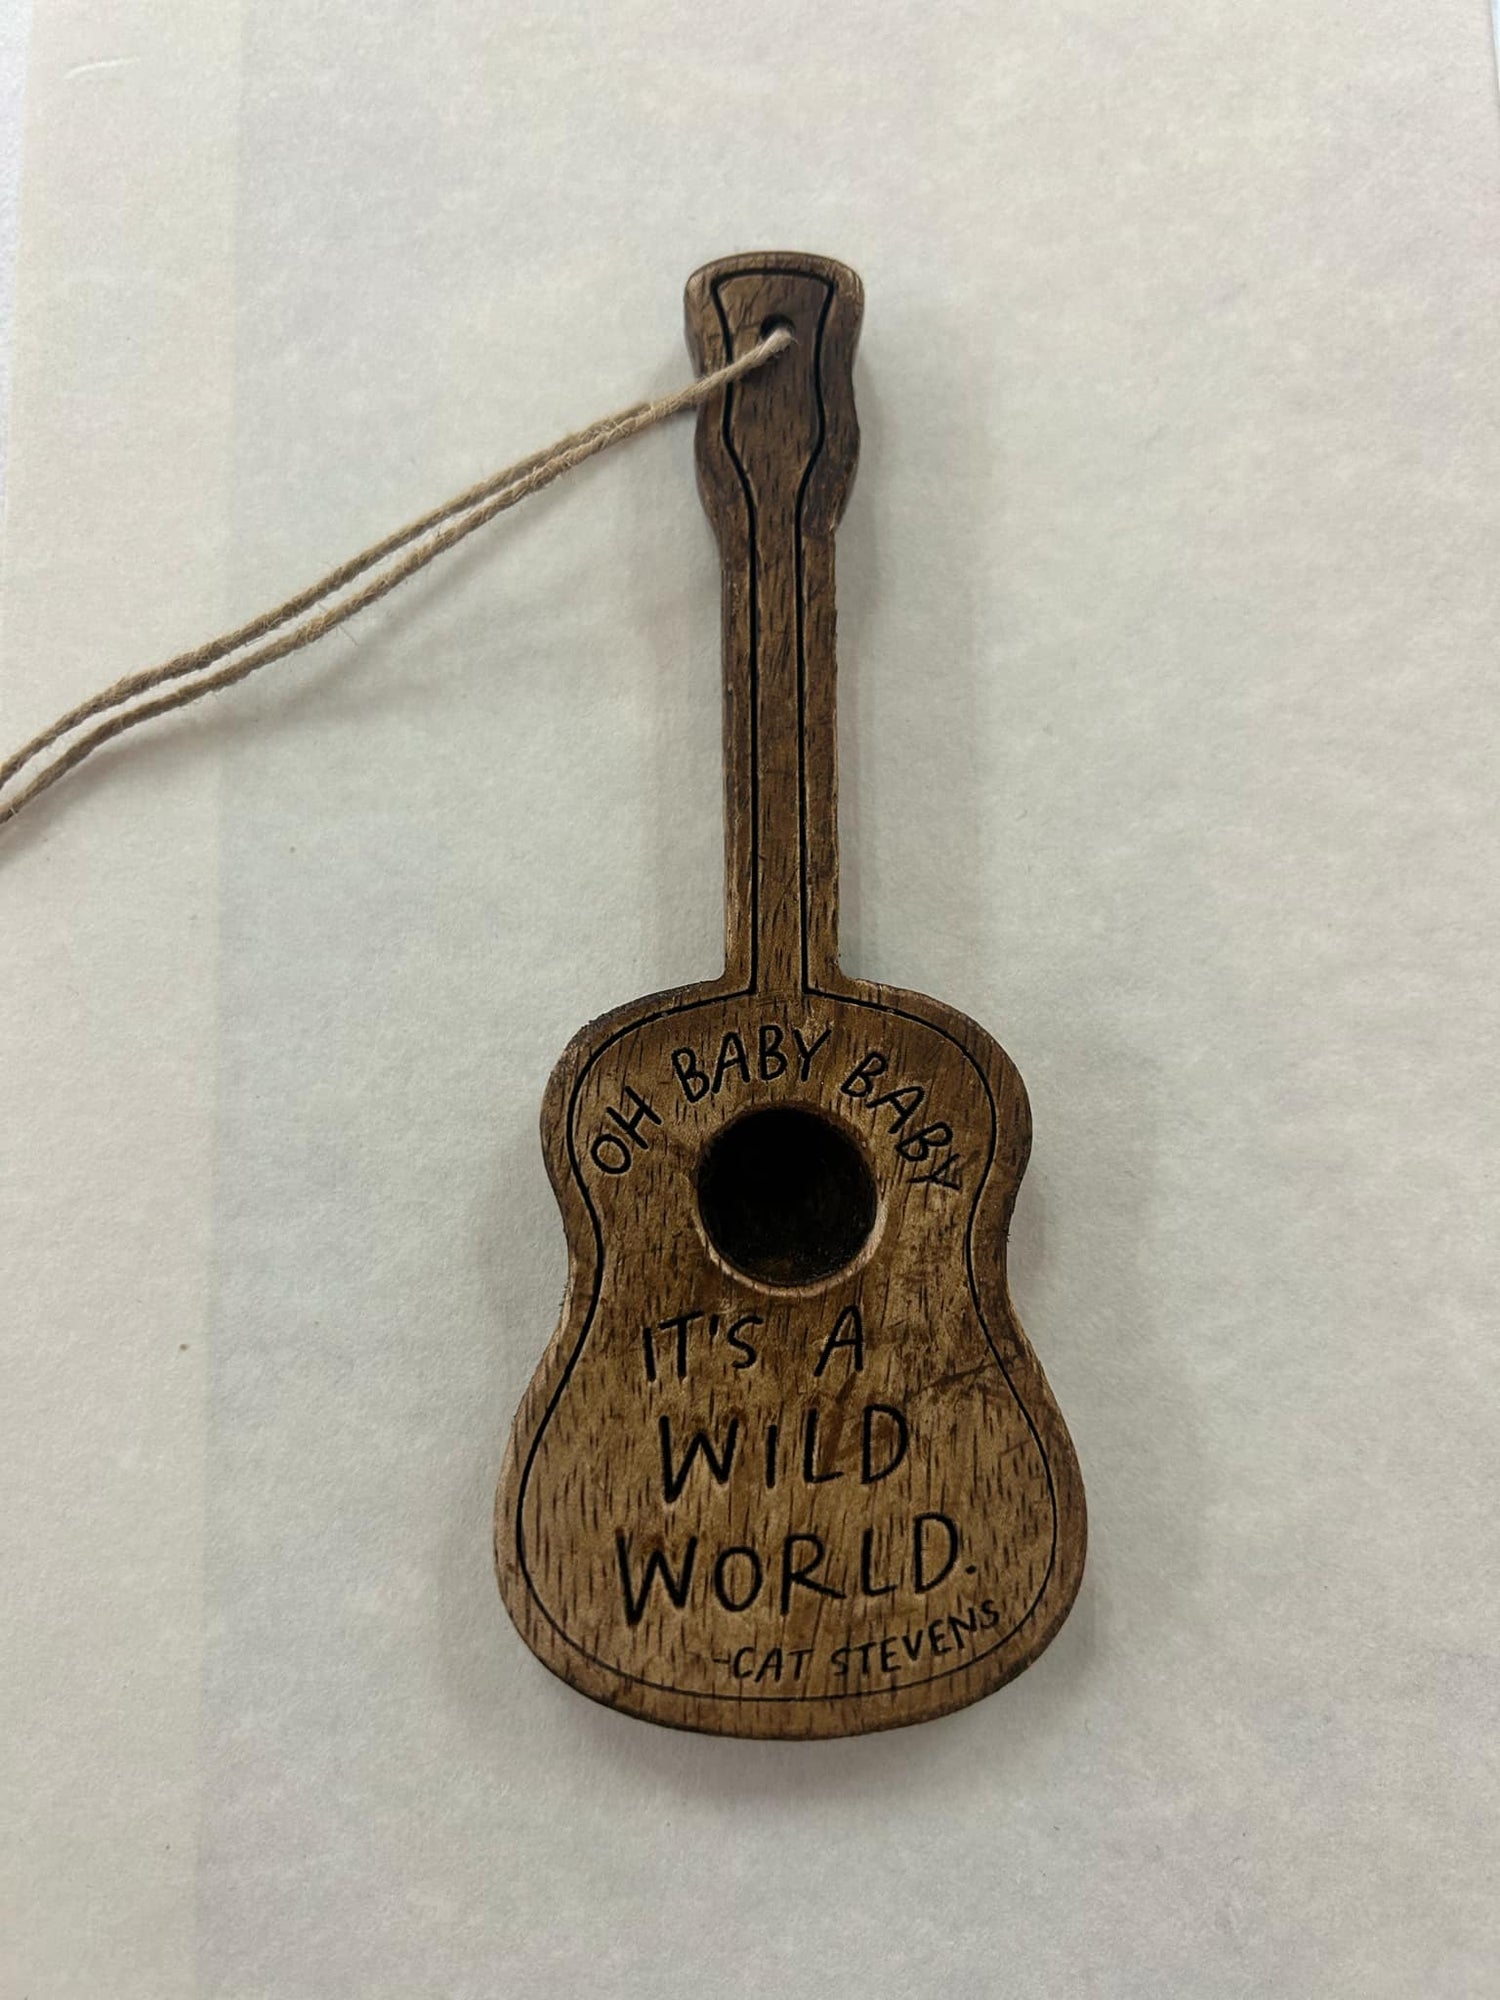 OH BABY BABY
IT'S A
WILD
WORLD.
-CAT STEVENS